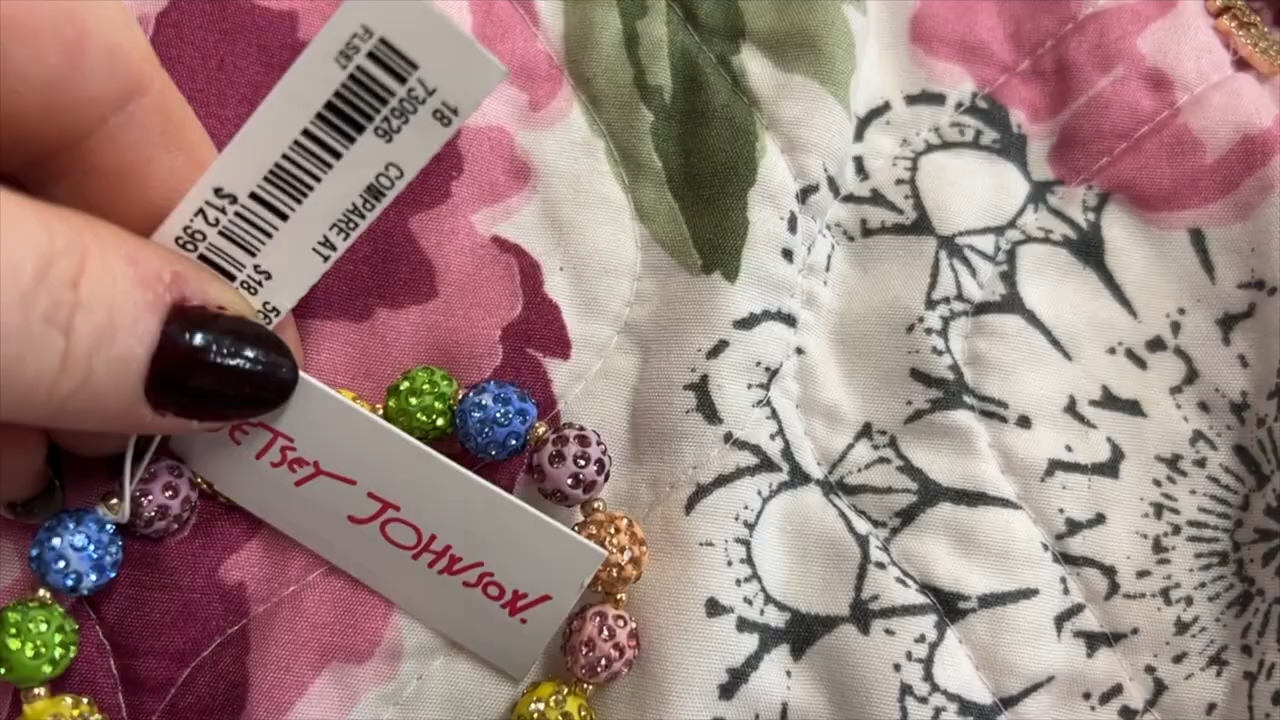 FLS87
730626
18
COMPARE AT
$12.99
$18.
BETSEY JOHNSON.